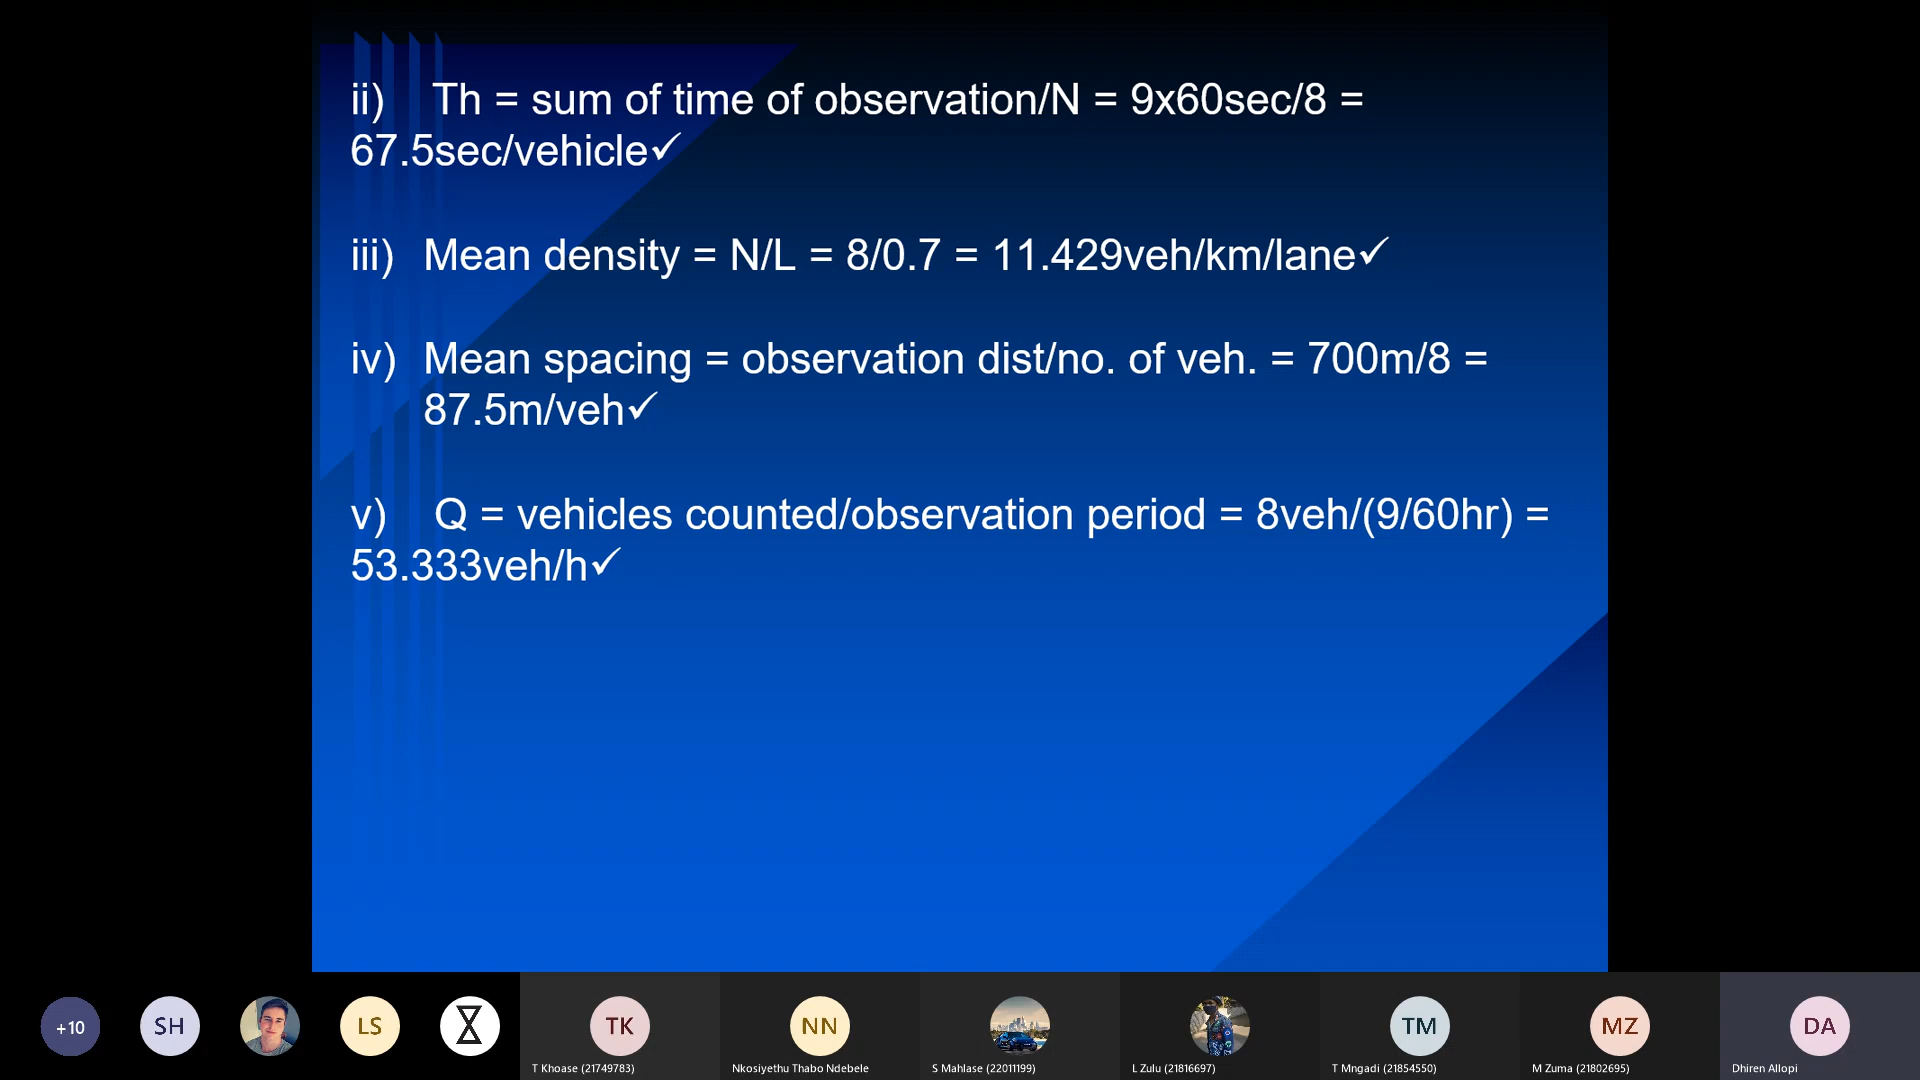 ii) Th = sum of time of observation/N = 9x60sec/8 =
67.5sec/vehicle✓
iii) Mean density = N/L = 8/0.7 = 11.429veh/km/lane✓
iv) Mean spacing = observation dist/no. of veh. = 700m/8 =
87.5m/veh✓
v) Q = vehicles counted/observation period = 8veh/(9/60hr) =
53.333veh/h✓
+10 SH LS TK NN TM MZ DA
T Khoase (21749783) Nkosiyethu Thabo Ndebele S Mahlase (22011199) L Zulu (21816697) T Mngadi (21854550) M Zuma (21802695) Dhiren Allopi